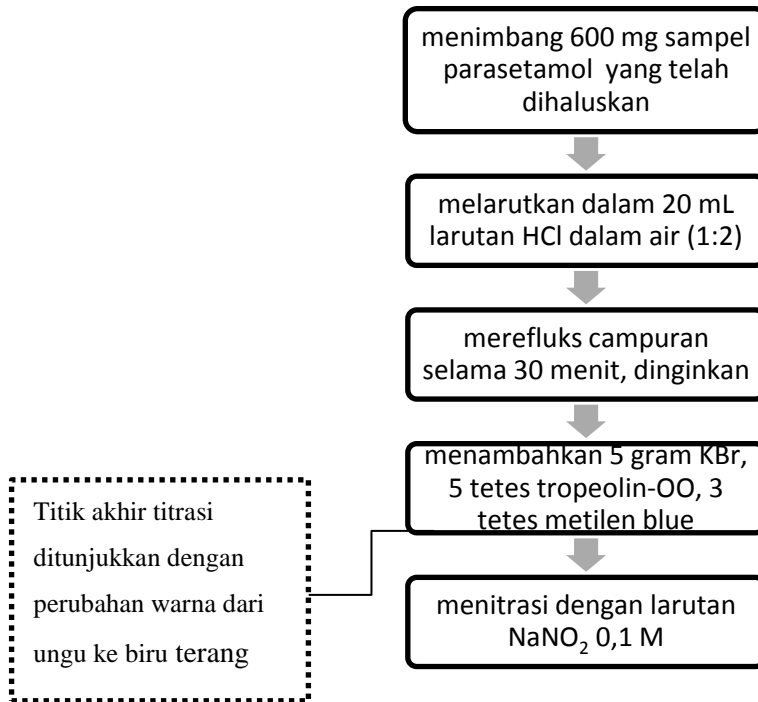 menimbang 600 mg sampel
parasetamol yang telah
dihaluskan
melarutkan dalam 20 mL
larutan HCl dalam air (1:2)
merefluks campuran
selama 30 menit, dinginkan
menambahkan 5 gram KBr,
5 tetes tropeolin-OO, 3
tetes metilen blue
Titik akhir titrasi
ditunjukkan dengan
perubahan warna dari
ungu ke biru terang
menitrasi dengan larutan
NaNO₂ 0,1 M